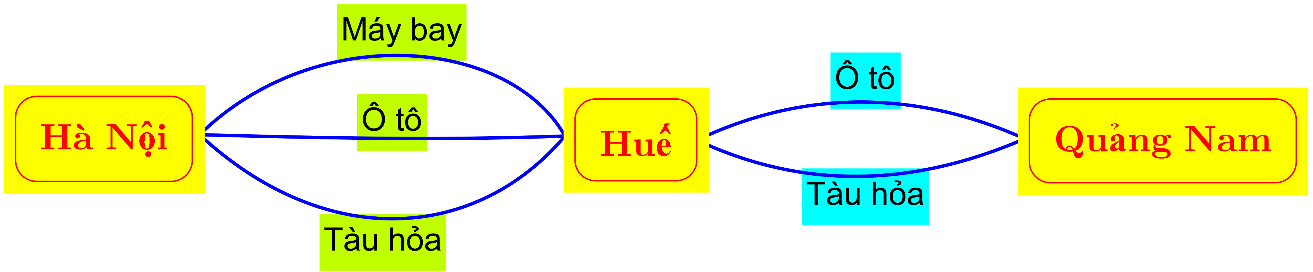 Máy bay
Ô tô
Ô tô
Hà Nội
Huế
Quảng Nam
Tàu hỏa
Tàu hỏa